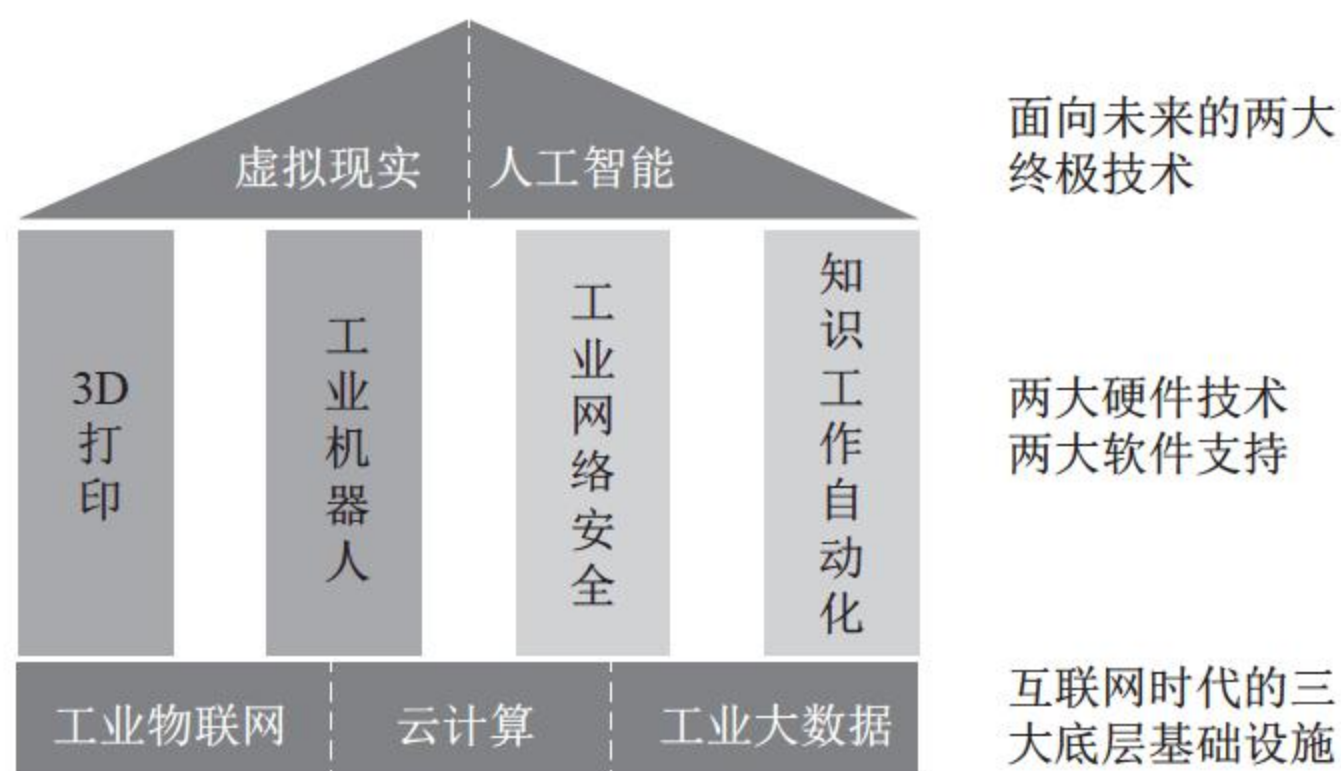 虚拟现实
人工智能
面向未来的两大
终极技术
3D打印
工业机器人
工业网络安全
知识工作自动化
两大硬件技术
两大软件支持
工业物联网
云计算
工业大数据
互联网时代的三
大底层基础设施